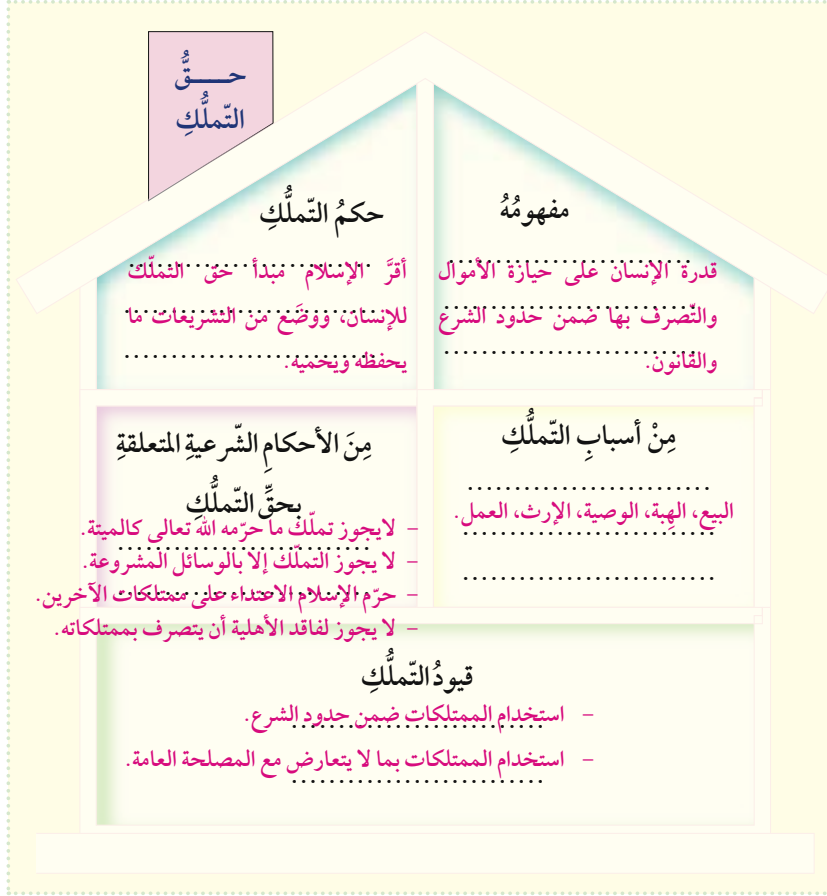 حـــقُّ
التّملُّكِ
مفهومُهُ
قدرة الإنسان على حيازة الأموال
والتّصرف بها ضمن حدود الشرع
والقانون.
حكمُ التّملُّكِ
أقرَّ الإسلام مبدأ حق التملّك
للإنسان، ووضَع من التشريعات ما
يحفظه ويحميه.
مِنْ أسبابِ التّملُّكِ
البيع، الهِبة، الوصية، الإرث، العمل.
مِنَ الأحكامِ الشّرعيةِ المتعلقةِ
بحقِّ التّملُّكِ
– لايجوز تملّك ما حرّمه الله تعالى كالميتة.
– لا يجوز التملّك إلا بالوسائل المشروعة.
– حرّم الإسلام الاعتداء على ممتلكات الآخرين.
– لا يجوز لفاقد الأهلية أن يتصرف بممتلكاته.
قيودُ التّملُّكِ
– استخدام الممتلكات ضمن حدود الشرع.
– استخدام الممتلكات بما لا يتعارض مع المصلحة العامة.